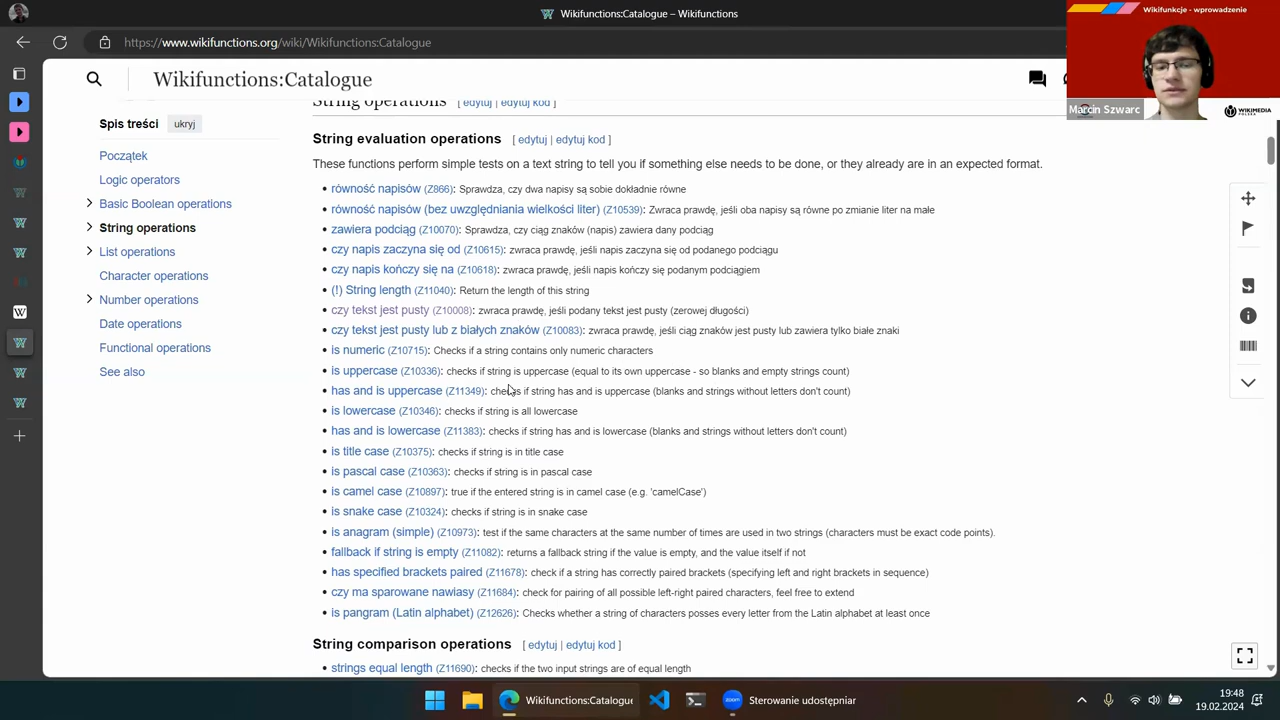 Wikifunctions:Catalogue – Wikifunctions
https://www.wikifunctions.org/wiki/Wikifunctions:Catalogue
Wikifunkcje - wprowadzenie
Marcin Szwarc
WIKIMEDIA
POLSKA
Wikifunctions:Catalogue
Spis treści ukryj
Początek
Logic operators
Basic Boolean operations
String operations
List operations
Character operations
Number operations
Date operations
Functional operations
See also
String operations [ edytuj | edytuj kod ]
String evaluation operations [ edytuj | edytuj kod ]
These functions perform simple tests on a text string to tell you if something else needs to be done, or they already are in an expected format.
• równość napisów (Z866): Sprawdza, czy dwa napisy są sobie dokładnie równe
• równość napisów (bez uwzględniania wielkości liter) (Z10539): Zwraca prawdę, jeśli oba napisy są równe po zmianie liter na małe
• zawiera podciąg (Z10070): Sprawdza, czy ciąg znaków (napis) zawiera dany podciąg
• czy napis zaczyna się od (Z10615): zwraca prawdę, jeśli napis zaczyna się od podanego podciągu
• czy napis kończy się na (Z10618): zwraca prawdę, jeśli napis kończy się podanym podciągiem
• (!) String length (Z11040): Return the length of this string
• czy tekst jest pusty (Z10008): zwraca prawdę, jeśli podany tekst jest pusty (zerowej długości)
• czy tekst jest pusty lub z białych znaków (Z10083): zwraca prawdę, jeśli ciąg znaków jest pusty lub zawiera tylko białe znaki
• is numeric (Z10715): Checks if a string contains only numeric characters
• is uppercase (Z10336): checks if string is uppercase (equal to its own uppercase - so blanks and empty strings count)
• has and is uppercase (Z11349): checks if string has and is uppercase (blanks and strings without letters don't count)
• is lowercase (Z10346): checks if string is all lowercase
• has and is lowercase (Z11383): checks if string has and is lowercase (blanks and strings without letters don't count)
• is title case (Z10375): checks if string is in title case
• is pascal case (Z10363): checks if string is in pascal case
• is camel case (Z10897): true if the entered string is in camel case (e.g. 'camelCase')
• is snake case (Z10324): checks if string is in snake case
• is anagram (simple) (Z10973): test if the same characters at the same number of times are used in two strings (characters must be exact code points).
• fallback if string is empty (Z11082): returns a fallback string if the value is empty, and the value itself if not
• has specified brackets paired (Z11678): check if a string has correctly paired brackets (specifying left and right brackets in sequence)
• czy ma sparowane nawiasy (Z11684): check for pairing of all possible left-right paired characters, feel free to extend
• is pangram (Latin alphabet) (Z12626): Checks whether a string of characters posses every letter from the Latin alphabet at least once
String comparison operations [ edytuj | edytuj kod ]
• strings equal length (Z11690): checks if the two input strings are of equal length
Wikifunctions:Catalogue
zoom
Sterowanie udostępniar
19:48
19.02.2024